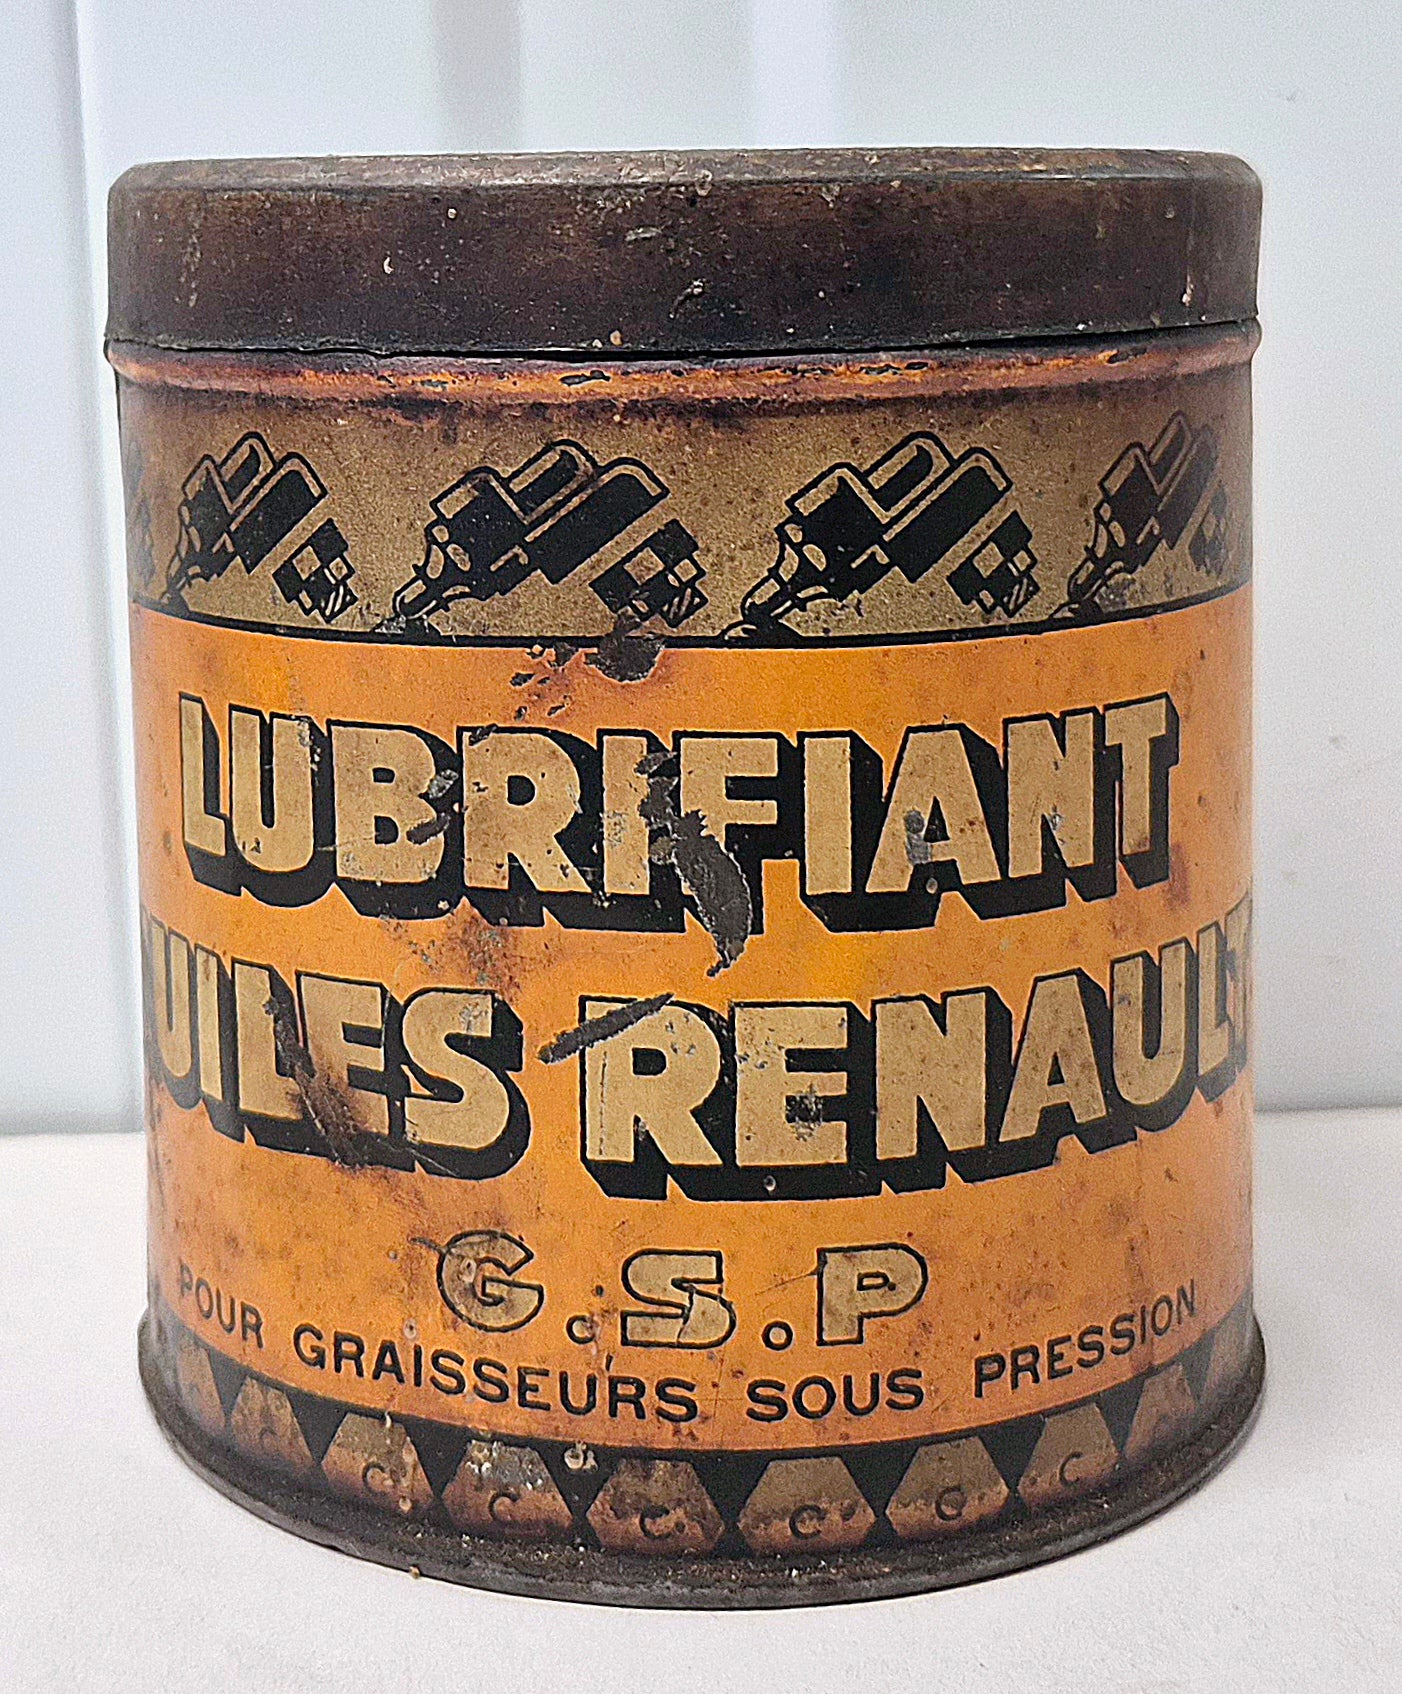 LUBRIFIANT
UILES RENAULT
G.S.P
POUR GRAISSEURS SOUS PRESSION
C C C C G C